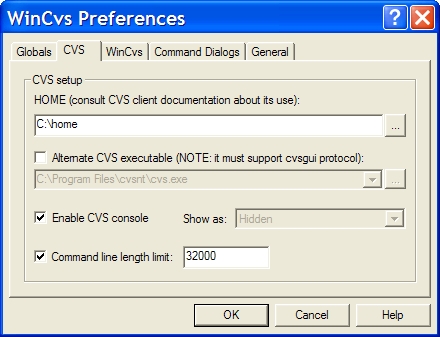 WinCvs Preferences
Globals CVS WinCvs Command Dialogs General
CVS setup
HOME (consult CVS client documentation about its use):
C:\home ...
Alternate CVS executable (NOTE: it must support cvsgui protocol):
C:\Program Files\cvsnt\cvs.exe ...
Enable CVS console Show as: Hidden
Command line length limit: 32000
OK Cancel Help